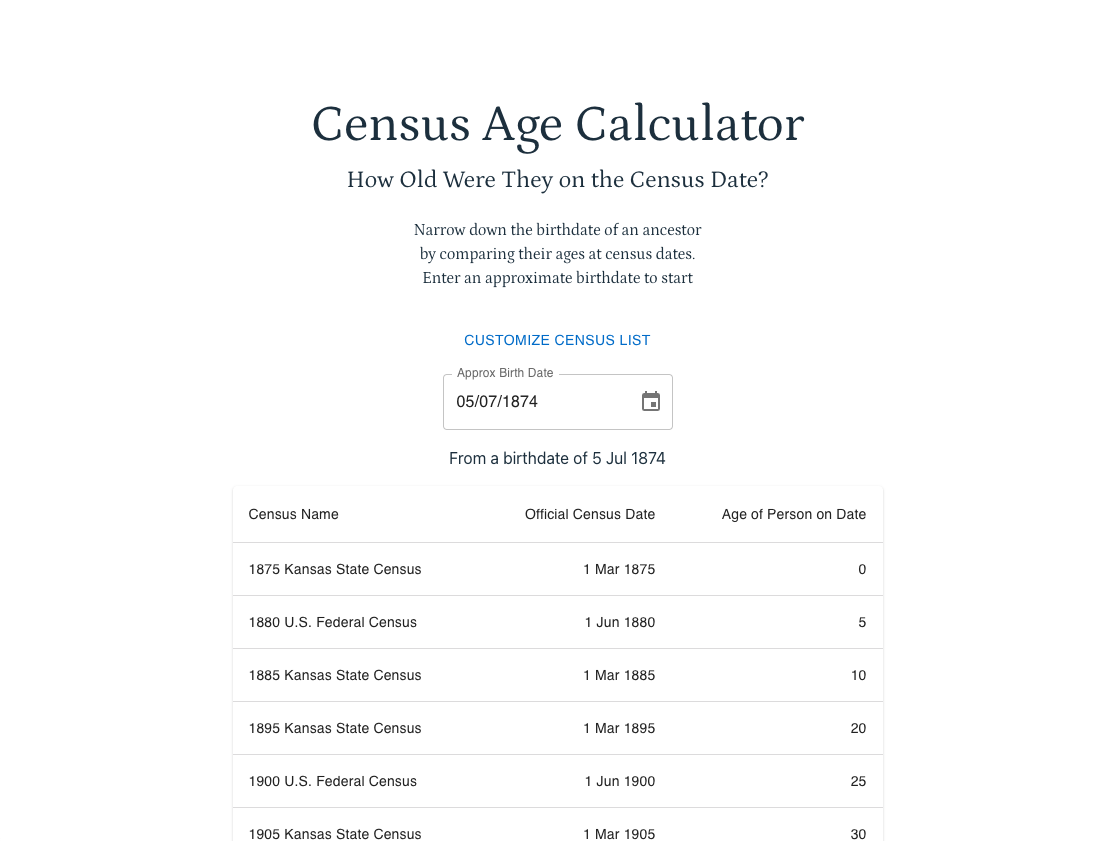 Census Age Calculator
How Old Were They on the Census Date?
Narrow down the birthdate of an ancestor
by comparing their ages at census dates.
Enter an approximate birthdate to start
CUSTOMIZE CENSUS LIST
Approx Birth Date
05/07/1874
From a birthdate of 5 Jul 1874
Census Name Official Census Date Age of Person on Date
1875 Kansas State Census 1 Mar 1875 0
1880 U.S. Federal Census 1 Jun 1880 5
1885 Kansas State Census 1 Mar 1885 10
1895 Kansas State Census 1 Mar 1895 20
1900 U.S. Federal Census 1 Jun 1900 25
1905 Kansas State Census 1 Mar 1905 30